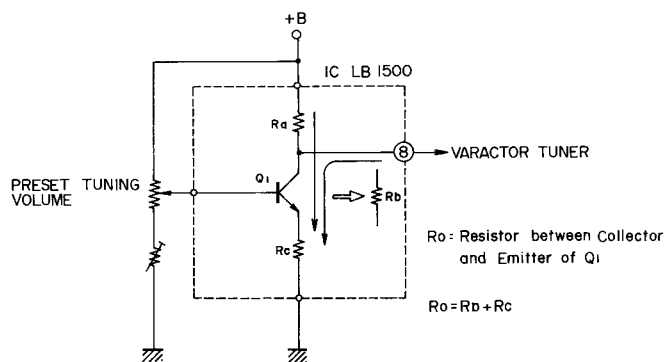 +B
IC LB 1500
Ra
8
VARACTOR TUNER
Q1
PRESET TUNING
VOLUME
Rb
Rc
Ro = Resistor between Collector
and Emitter of Q1
Ro = Rb + Rc